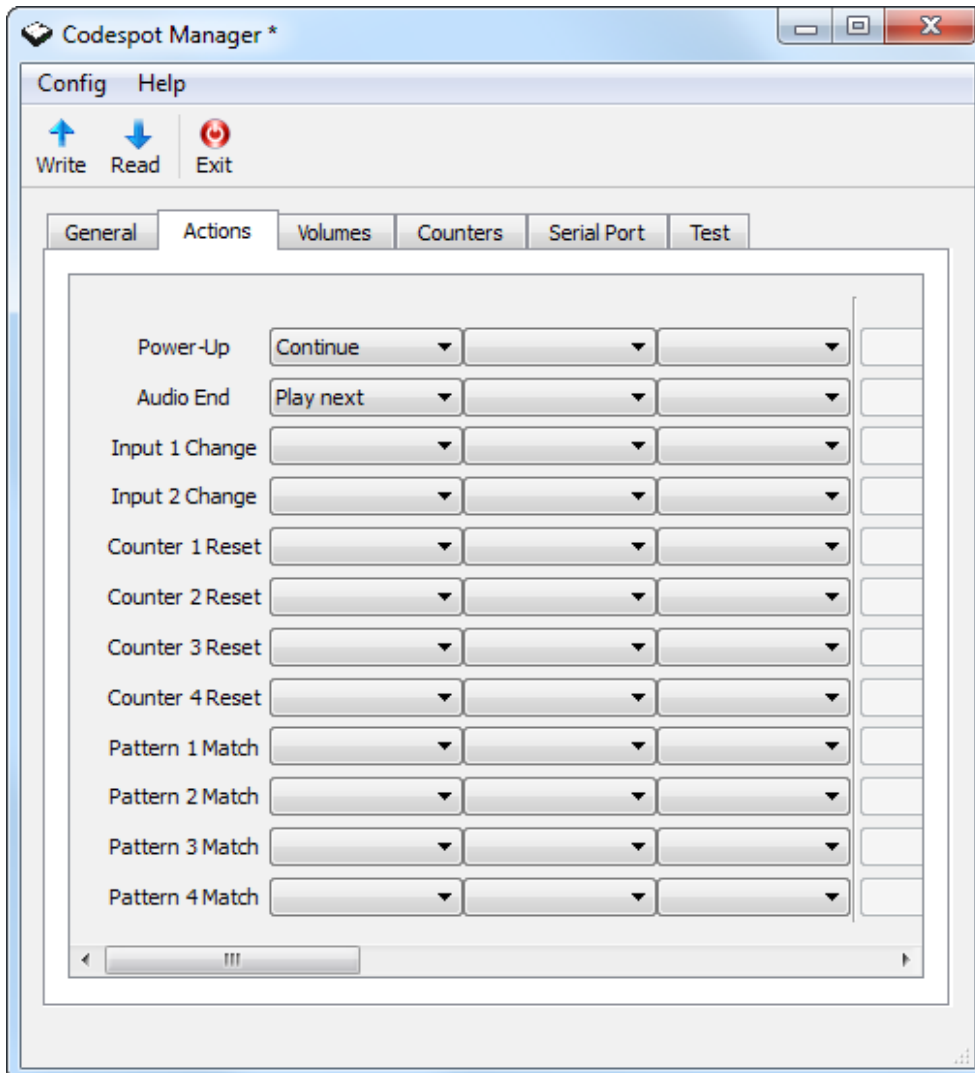 Codespot Manager *
Config Help
Write Read Exit
General Actions Volumes Counters Serial Port Test
Power-Up Continue
Audio End Play next
Input 1 Change
Input 2 Change
Counter 1 Reset
Counter 2 Reset
Counter 3 Reset
Counter 4 Reset
Pattern 1 Match
Pattern 2 Match
Pattern 3 Match
Pattern 4 Match